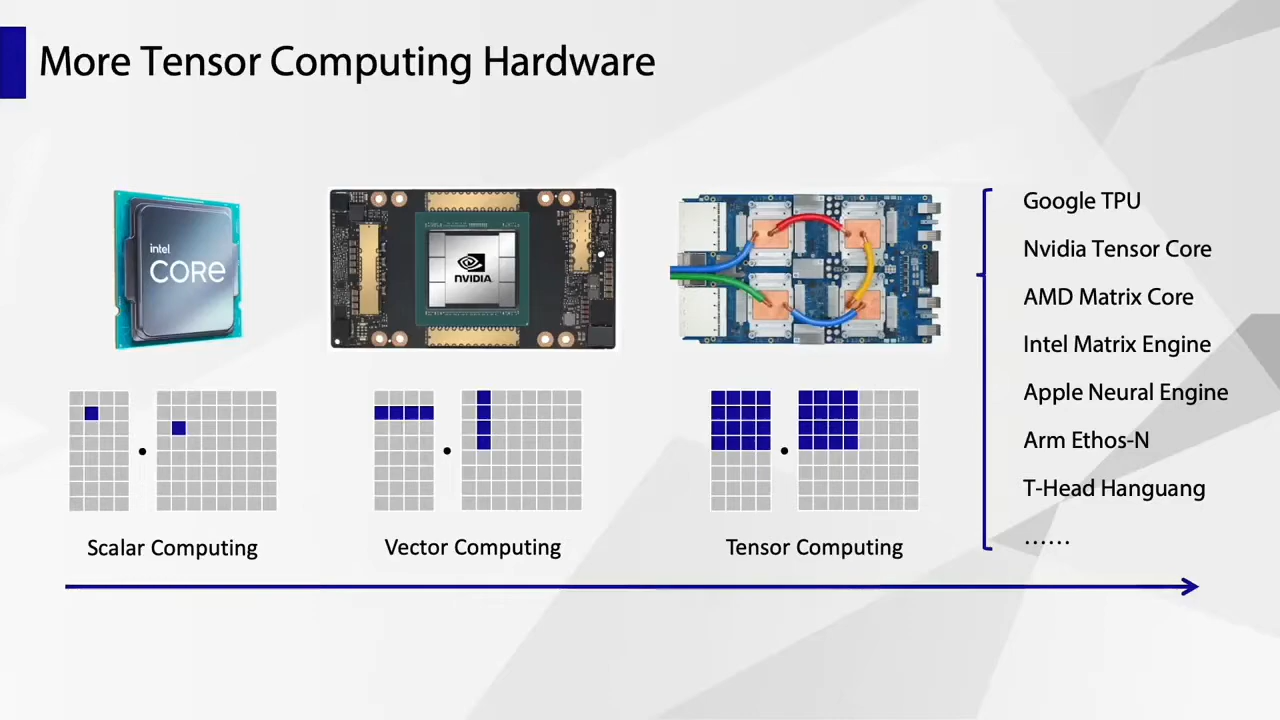 More Tensor Computing Hardware
intel
CORE
NVIDIA
Google TPU
Nvidia Tensor Core
AMD Matrix Core
Intel Matrix Engine
Apple Neural Engine
Arm Ethos-N
T-Head Hanguang
......
Scalar Computing
Vector Computing
Tensor Computing